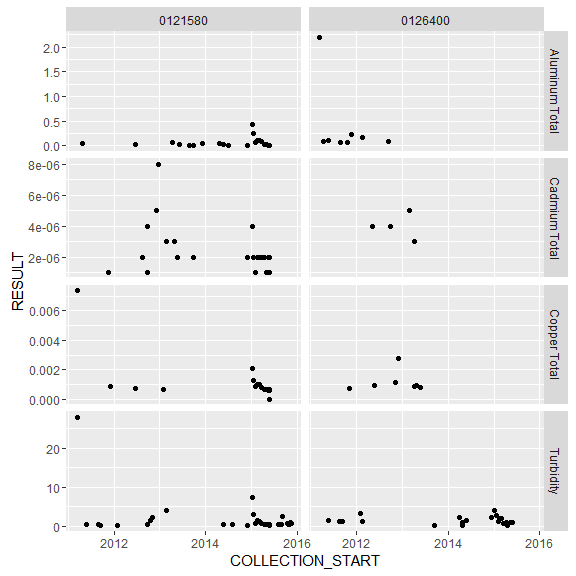 0121580 0126400
2.0
1.5
1.0
0.5
0.0
Aluminum Total
8e-06
6e-06
4e-06
2e-06
Cadmium Total
0.006
0.004
0.002
0.000
Copper Total
20
10
0
Turbidity
2012 2014 2016 2012 2014 2016
COLLECTION_START
RESULT